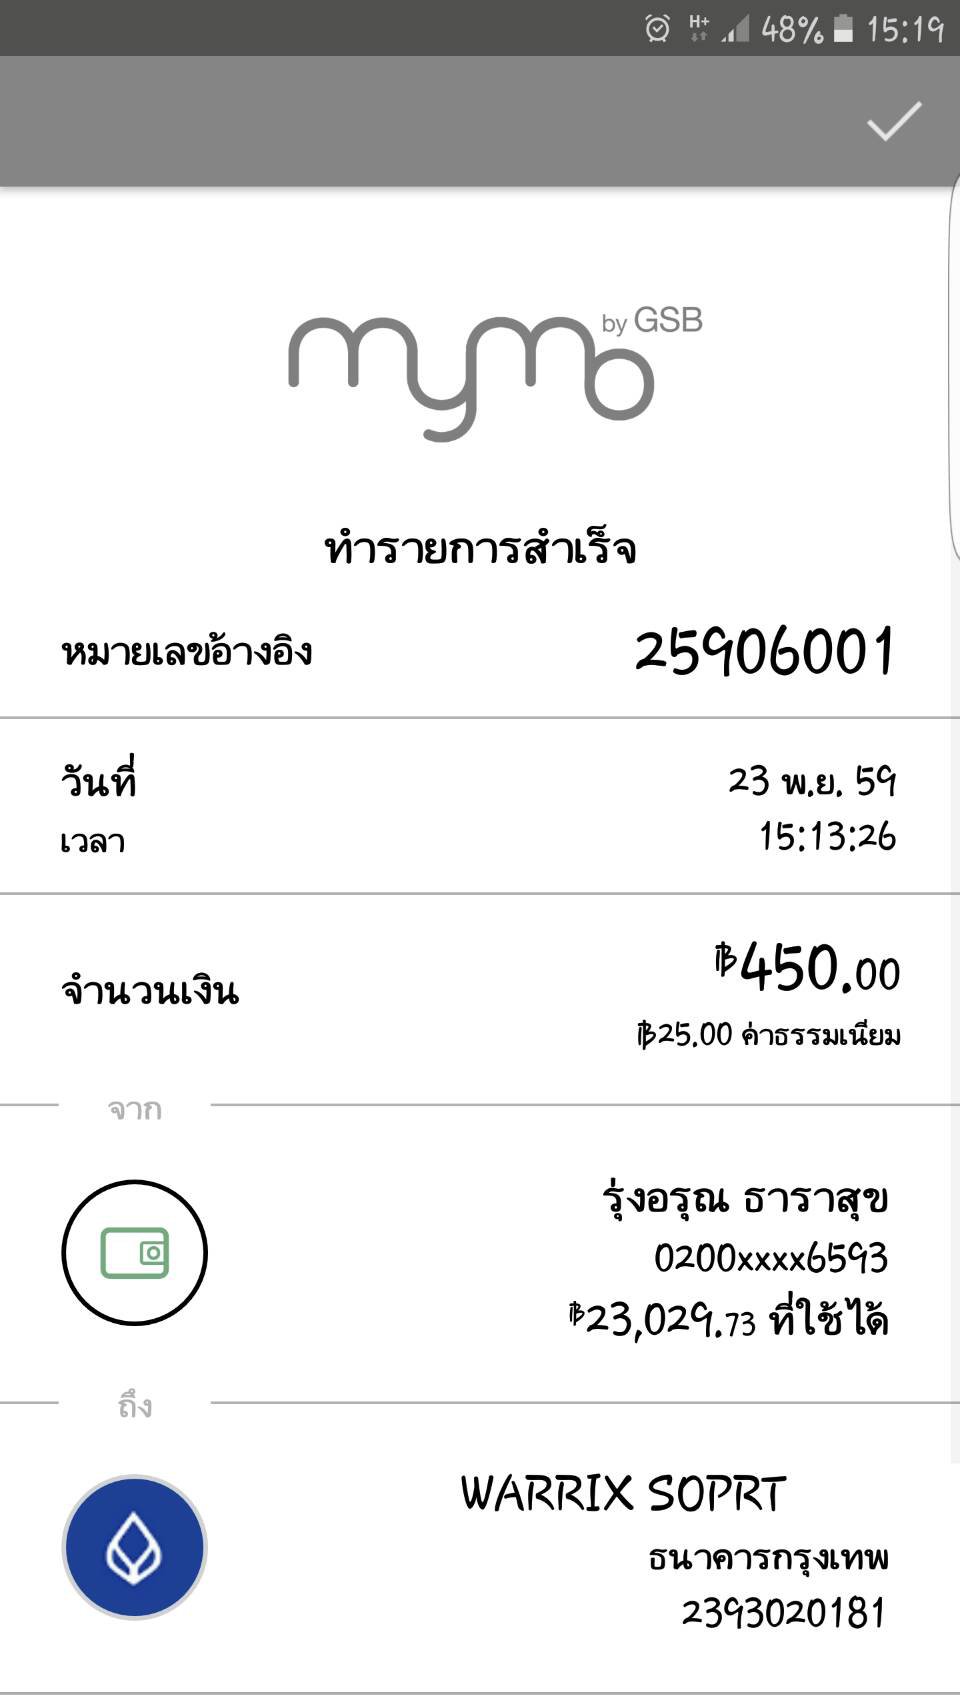 H+ 48% 15:19
mymo by GSB
ทำรายการสำเร็จ
หมายเลขอ้างอิง 25906001
วันที่ 23 พ.ย. 59
เวลา 15:13:26
จำนวนเงิน ฿450.00
฿25.00 ค่าธรรมเนียม
จาก
รุ่งอรุณ ธาราสุข
0200xxxx6593
฿23,029.73 ที่ใช้ได้
ถึง
WARRIX SOPRT
ธนาคารกรุงเทพ
2393020181